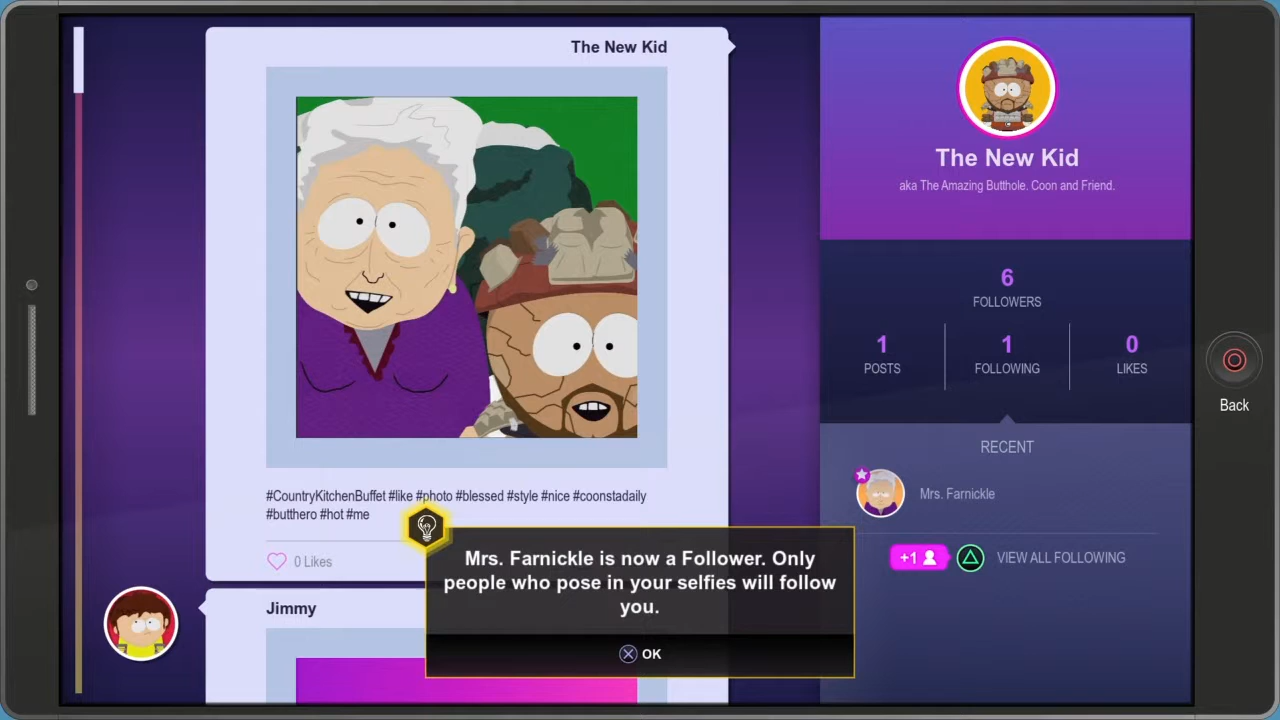 The New Kid
#CountryKitchenBuffet #like #photo #blessed #style #nice #coonstadaily
#butthero #hot #me
0 Likes
Jimmy
The New Kid
aka The Amazing Butthole. Coon and Friend.
6
FOLLOWERS
1
POSTS
1
FOLLOWING
0
LIKES
RECENT
Mrs. Farnickle
+1
VIEW ALL FOLLOWING
Mrs. Farnickle is now a Follower. Only
people who pose in your selfies will follow
you.
OK
Back